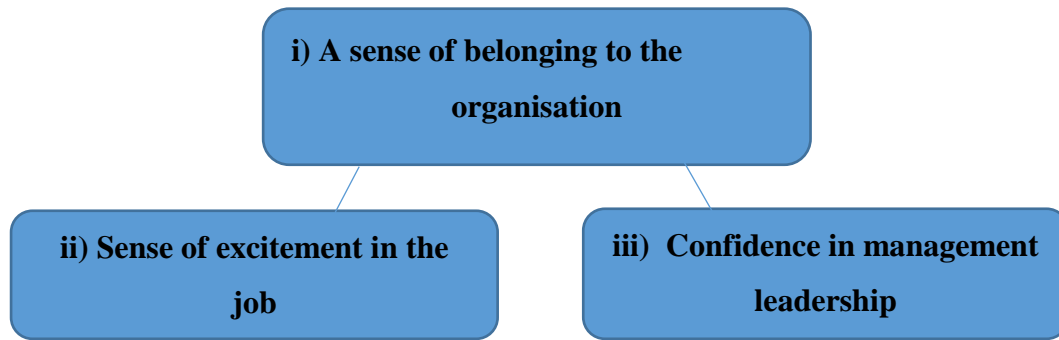 i) A sense of belonging to the
organisation
ii) Sense of excitement in the
job
iii) Confidence in management
leadership